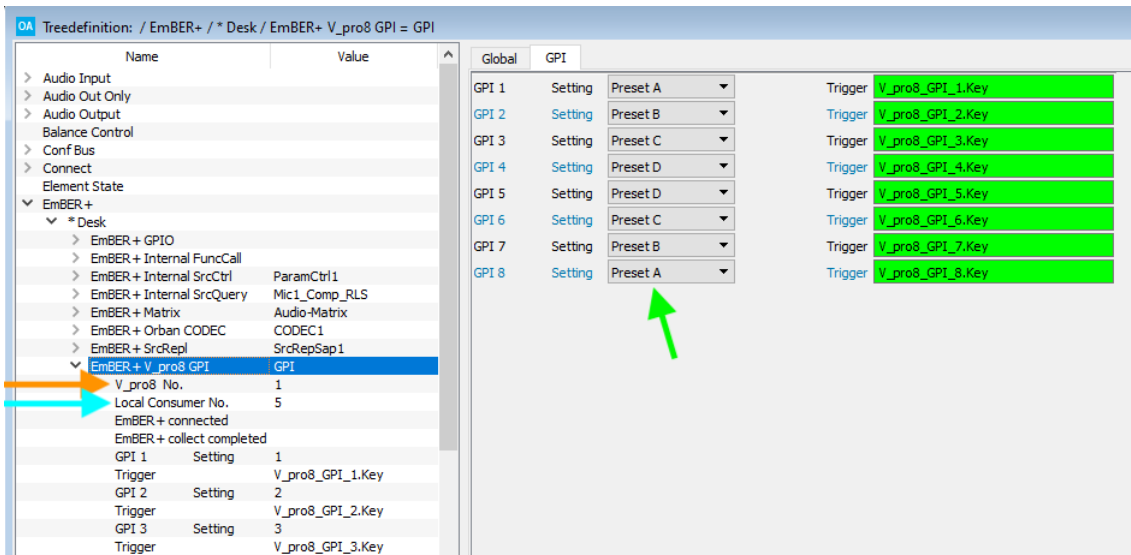 OA Treedefinition: / EmBER+ / * Desk / EmBER+ V_pro8 GPI = GPI
Name Value
Audio Input
Audio Out Only
Audio Output
Balance Control
Conf Bus
Connect
Element State
EmBER+
* Desk
EmBER+ GPIO
EmBER+ Internal FuncCall
EmBER+ Internal SrcCtrl ParamCtrl1
EmBER+ Internal SrcQuery Mic1_Comp_RLS
EmBER+ Matrix Audio-Matrix
EmBER+ Orban CODEC CODEC1
EmBER+ SrcRepl SrcRepSap1
EmBER+ V_pro8 GPI GPI
V_pro8 No. 1
Local Consumer No. 5
EmBER+ connected
EmBER+ collect completed
GPI 1 Setting 1
Trigger V_pro8_GPI_1.Key
GPI 2 Setting 2
Trigger V_pro8_GPI_2.Key
GPI 3 Setting 3
Trigger V_pro8_GPI_3.Key
Global GPI
GPI 1 Setting Preset A Trigger V_pro8_GPI_1.Key
GPI 2 Setting Preset B Trigger V_pro8_GPI_2.Key
GPI 3 Setting Preset C Trigger V_pro8_GPI_3.Key
GPI 4 Setting Preset D Trigger V_pro8_GPI_4.Key
GPI 5 Setting Preset D Trigger V_pro8_GPI_5.Key
GPI 6 Setting Preset C Trigger V_pro8_GPI_6.Key
GPI 7 Setting Preset B Trigger V_pro8_GPI_7.Key
GPI 8 Setting Preset A Trigger V_pro8_GPI_8.Key